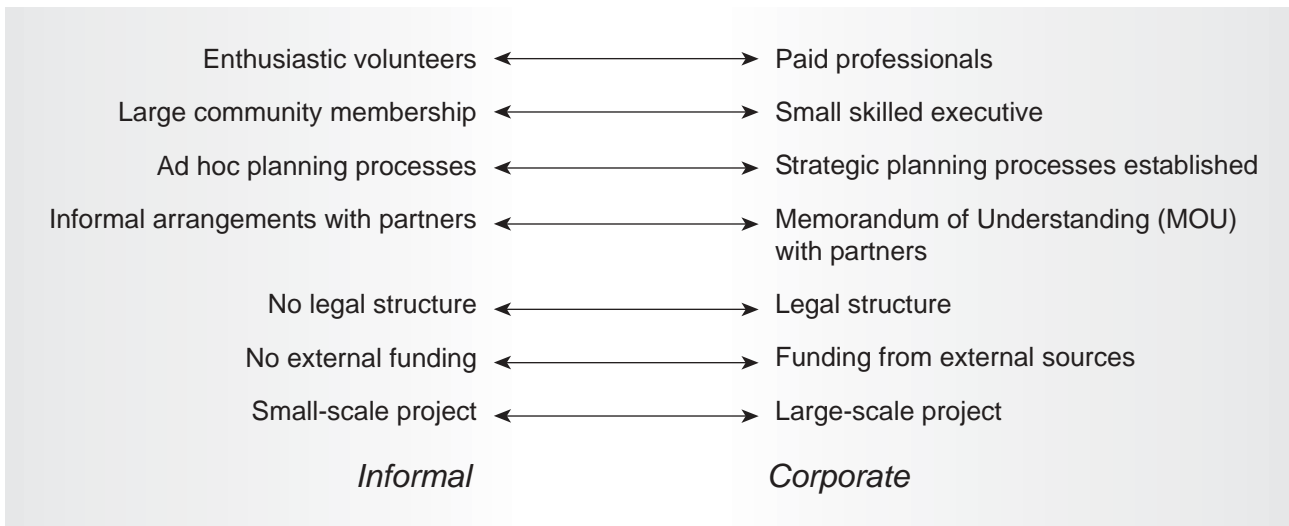 Enthusiastic volunteers Paid professionals
Large community membership Small skilled executive
Ad hoc planning processes Strategic planning processes established
Informal arrangements with partners Memorandum of Understanding (MOU)
with partners
No legal structure Legal structure
No external funding Funding from external sources
Small-scale project Large-scale project
Informal Corporate